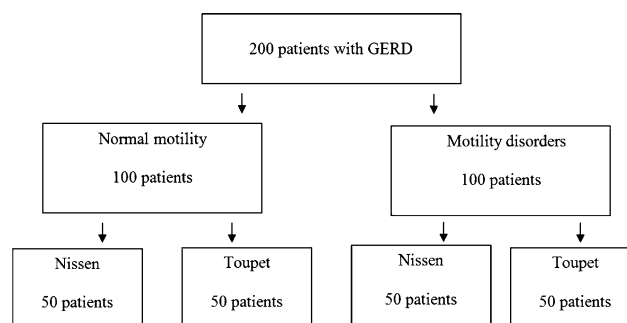 200 patients with GERD
Normal motility
100 patients
Motility disorders
100 patients
Nissen
50 patients
Toupet
50 patients
Nissen
50 patients
Toupet
50 patients